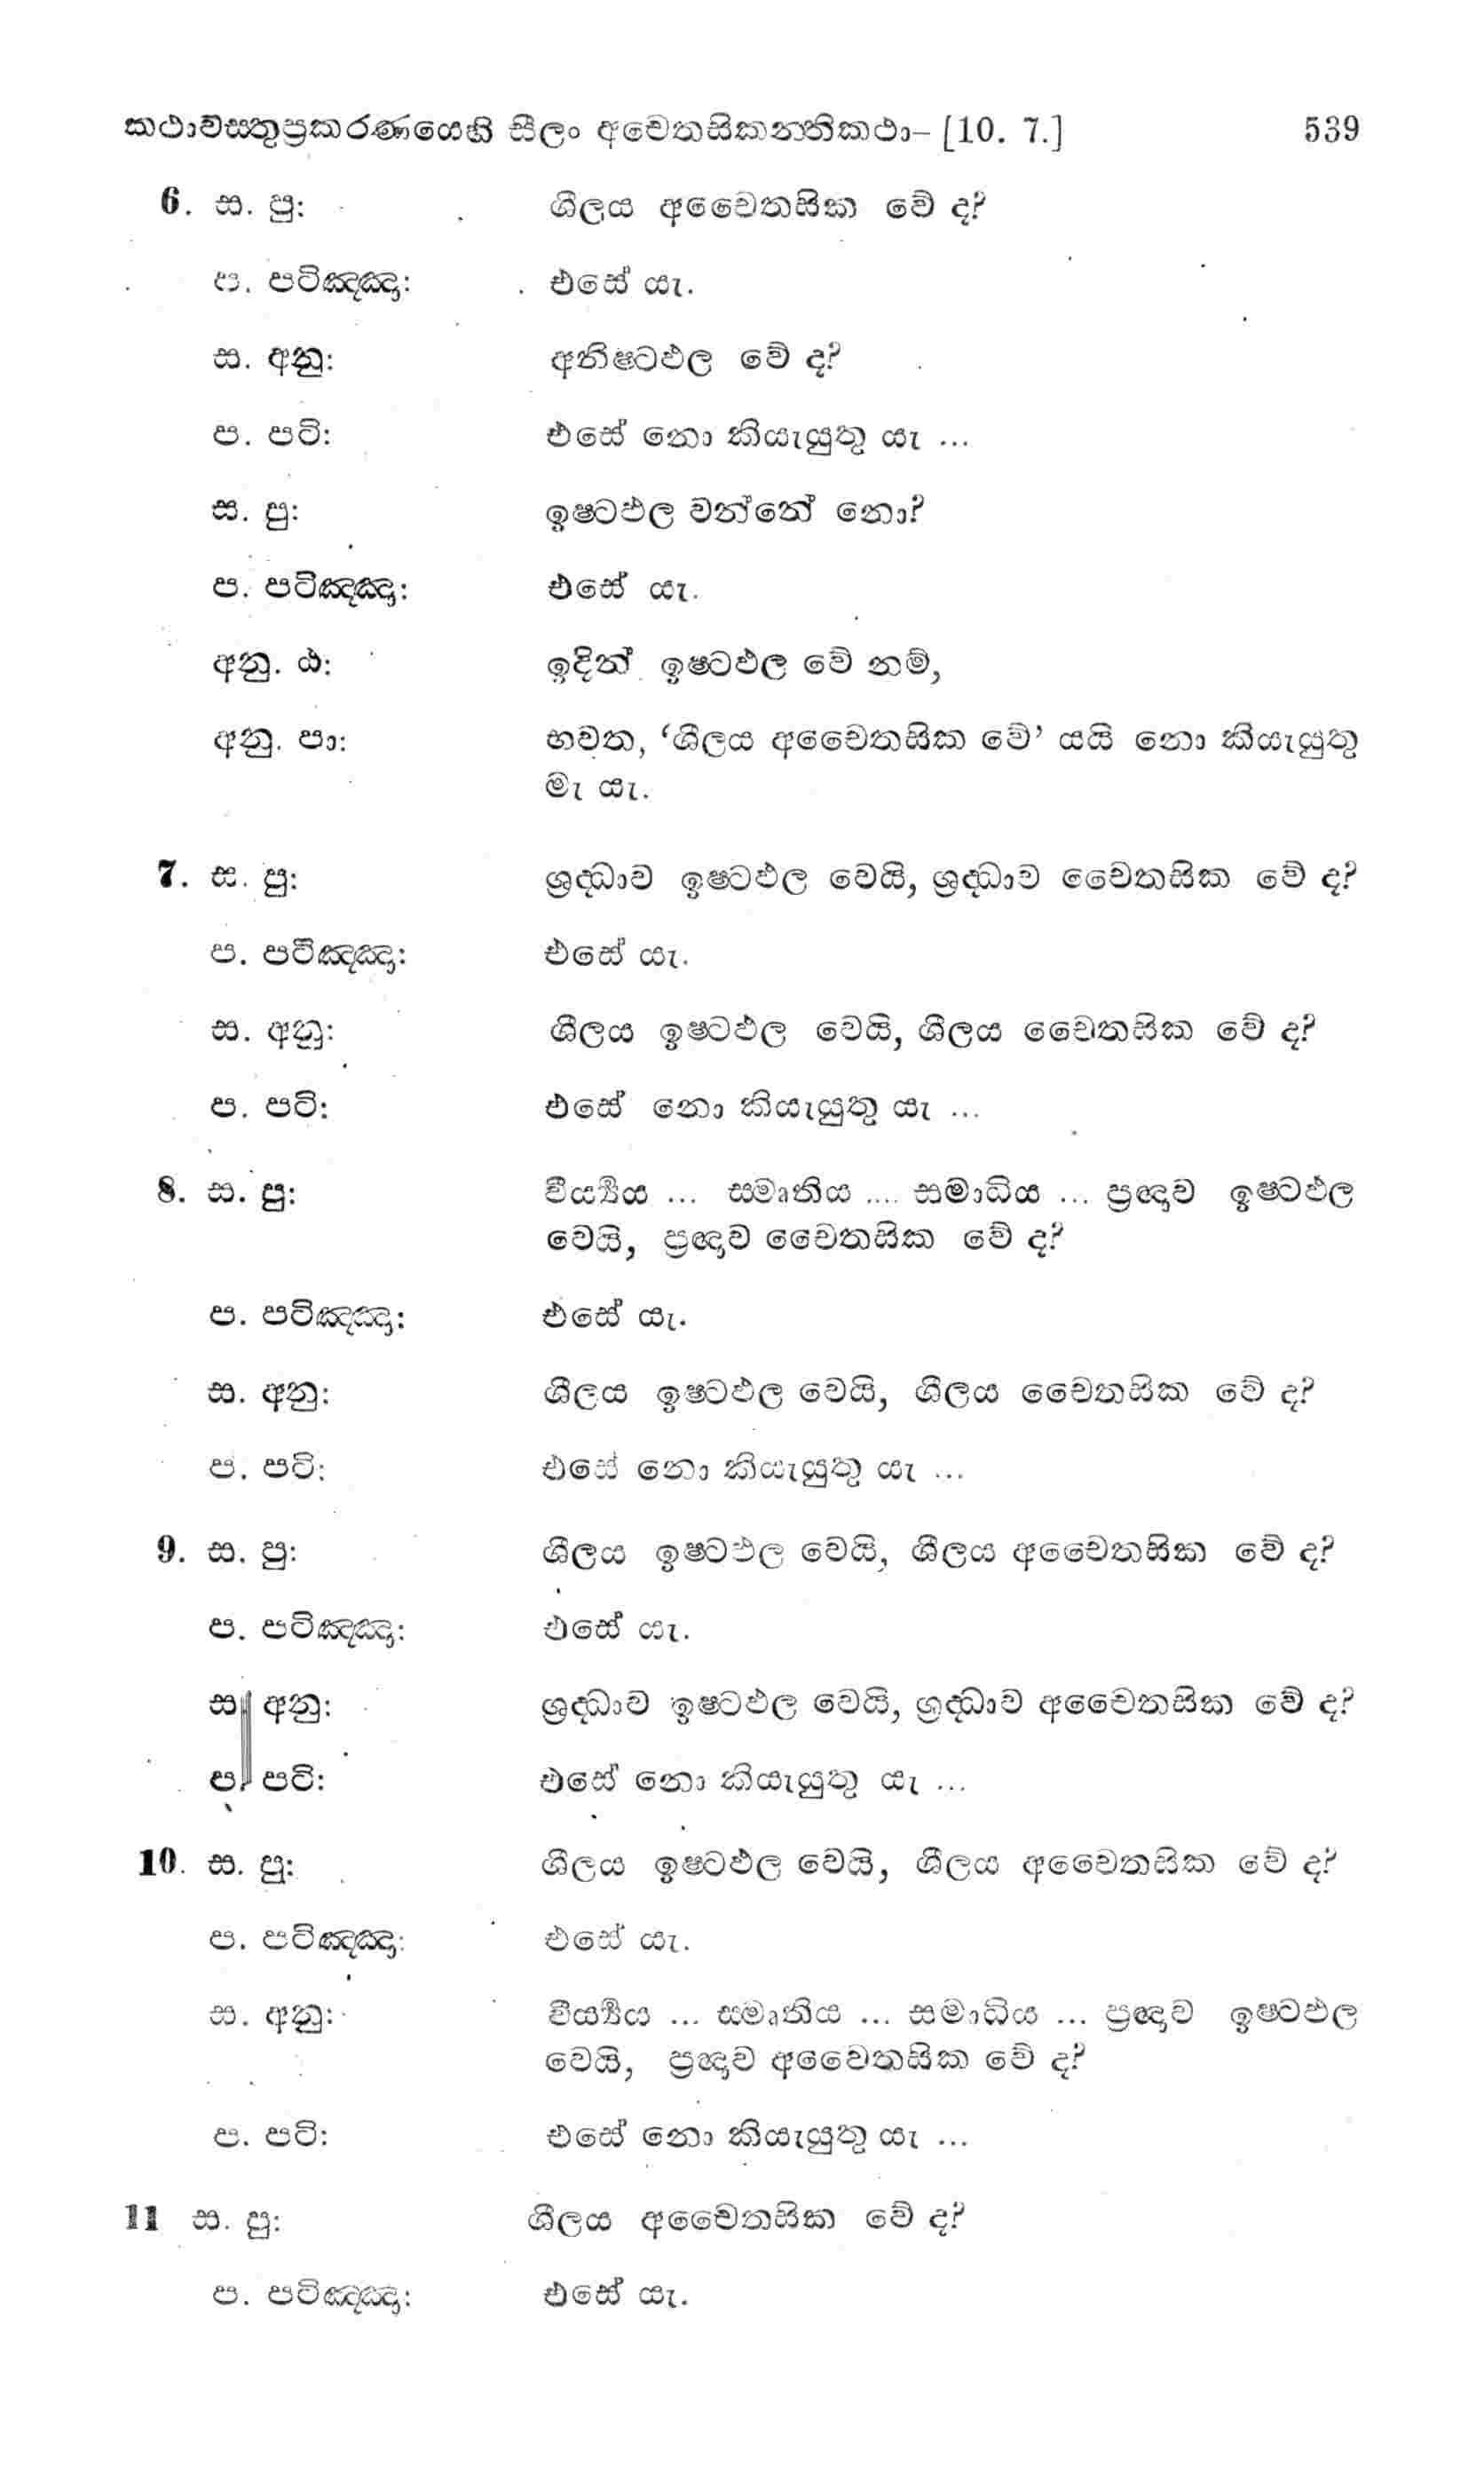 කථාවස්තුප්‍රකරණයෙහි සීලං අචෙතසිකන්තිකථා– [10. 7.] 539
6. ස. පු: ශීලය අචෛතසික වේ ද?
ප. පටිඤ්ඤා: එසේ යැ.
ස. අනු: අනිෂ්ටඵල වේ ද?
ප. පටි: එසේ නො කියැයුතු යැ ...
ස. පු: ඉෂ්ටඵල වන්නේ නො?
ප. පටිඤ්ඤා: එසේ යැ.
අනු. ඨ: ඉදින් ඉෂ්ටඵල වේ නම්,
අනු. පා: භවත, ‘ශීලය අචෛතසික වේ’ යයි නො කියැයුතු
මැ යැ.
7. ස. පු: ශ්‍රද්ධාව ඉෂ්ටඵල වෙයි, ශ්‍රද්ධාව චෛතසික වේ ද?
ප. පටිඤ්ඤා: එසේ යැ.
ස. අනු: ශීලය ඉෂ්ටඵල වෙයි, ශීලය චෛතසික වේ ද?
ප. පටි: එසේ නො කියැයුතු යැ ...
8. ස. පු: වීර්‍ය්‍යය ... ස්මෘතිය .... සමාධිය ... ප්‍රඥාව ඉෂ්ටඵල
වෙයි, ප්‍රඥාව චෛතසික වේ ද?
ප. පටිඤ්ඤා: එසේ යැ.
ස. අනු: ශීලය ඉෂ්ටඵල වෙයි, ශීලය චෛතසික වේ ද?
ප. පටි: එසේ නො කියැයුතු යැ ...
9. ස. පු: ශීලය ඉෂ්ටඵල වෙයි, ශීලය අචෛතසික වේ ද?
ප. පටිඤ්ඤා: එසේ යැ.
ස. අනු: ශ්‍රද්ධාව ඉෂ්ටඵල වෙයි, ශ්‍රද්ධාව අචෛතසික වේ ද?
ප. පටි: එසේ නො කියැයුතු යැ ...
10. ස. පු: ශීලය ඉෂ්ටඵල වෙයි, ශීලය අචෛතසික වේ ද?
ප. පටිඤ්ඤා: එසේ යැ.
ස. අනු: වීර්‍ය්‍යය ... ස්මෘතිය ... සමාධිය ... ප්‍රඥාව ඉෂ්ටඵල
වෙයි, ප්‍රඥාව අචෛතසික වේ ද?
ප. පටි: එසේ නො කියැයුතු යැ ...
11 ස. පු: ශීලය අචෛතසික වේ ද?
ප. පටිඤ්ඤා: එසේ යැ.